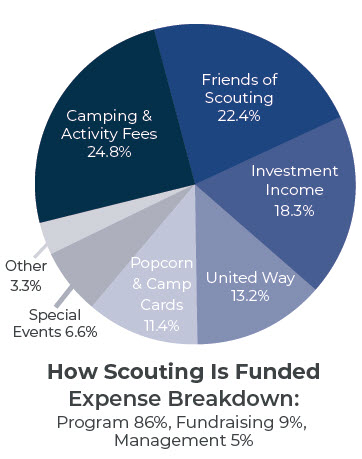 Friends of
Scouting
22.4%
Camping &
Activity Fees
24.8%
Investment
Income
18.3%
United Way
13.2%
Popcorn
& Camp
Cards
11.4%
Other
3.3%
Special
Events 6.6%
How Scouting Is Funded
Expense Breakdown:
Program 86%, Fundraising 9%,
Management 5%